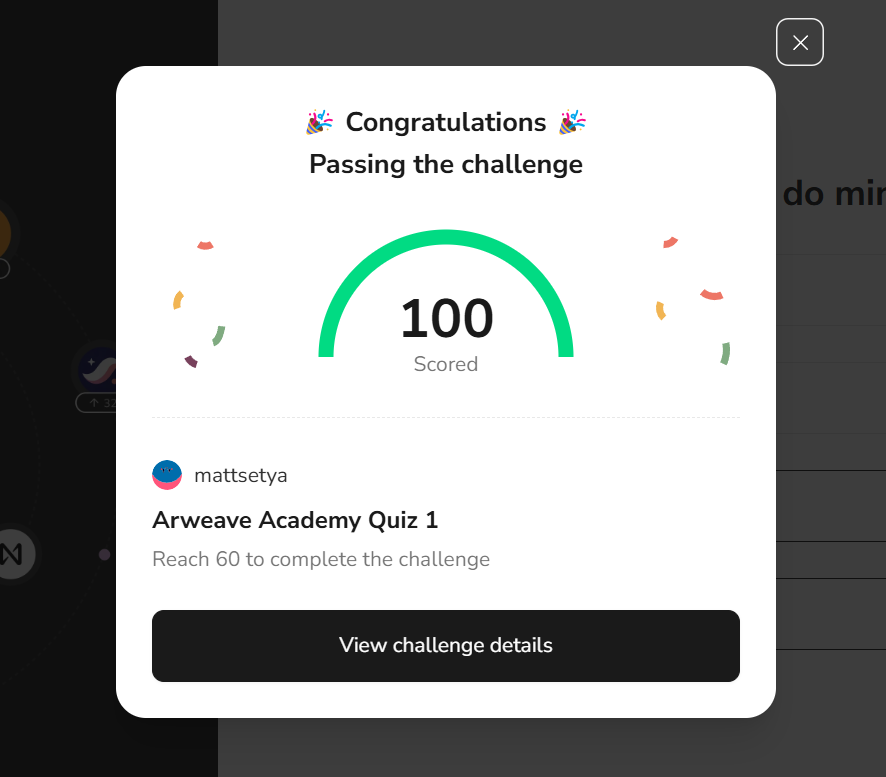 🎉 Congratulations 🎉
Passing the challenge
do mi
100
Scored
32
mattsetya
Arweave Academy Quiz 1
Reach 60 to complete the challenge
View challenge details